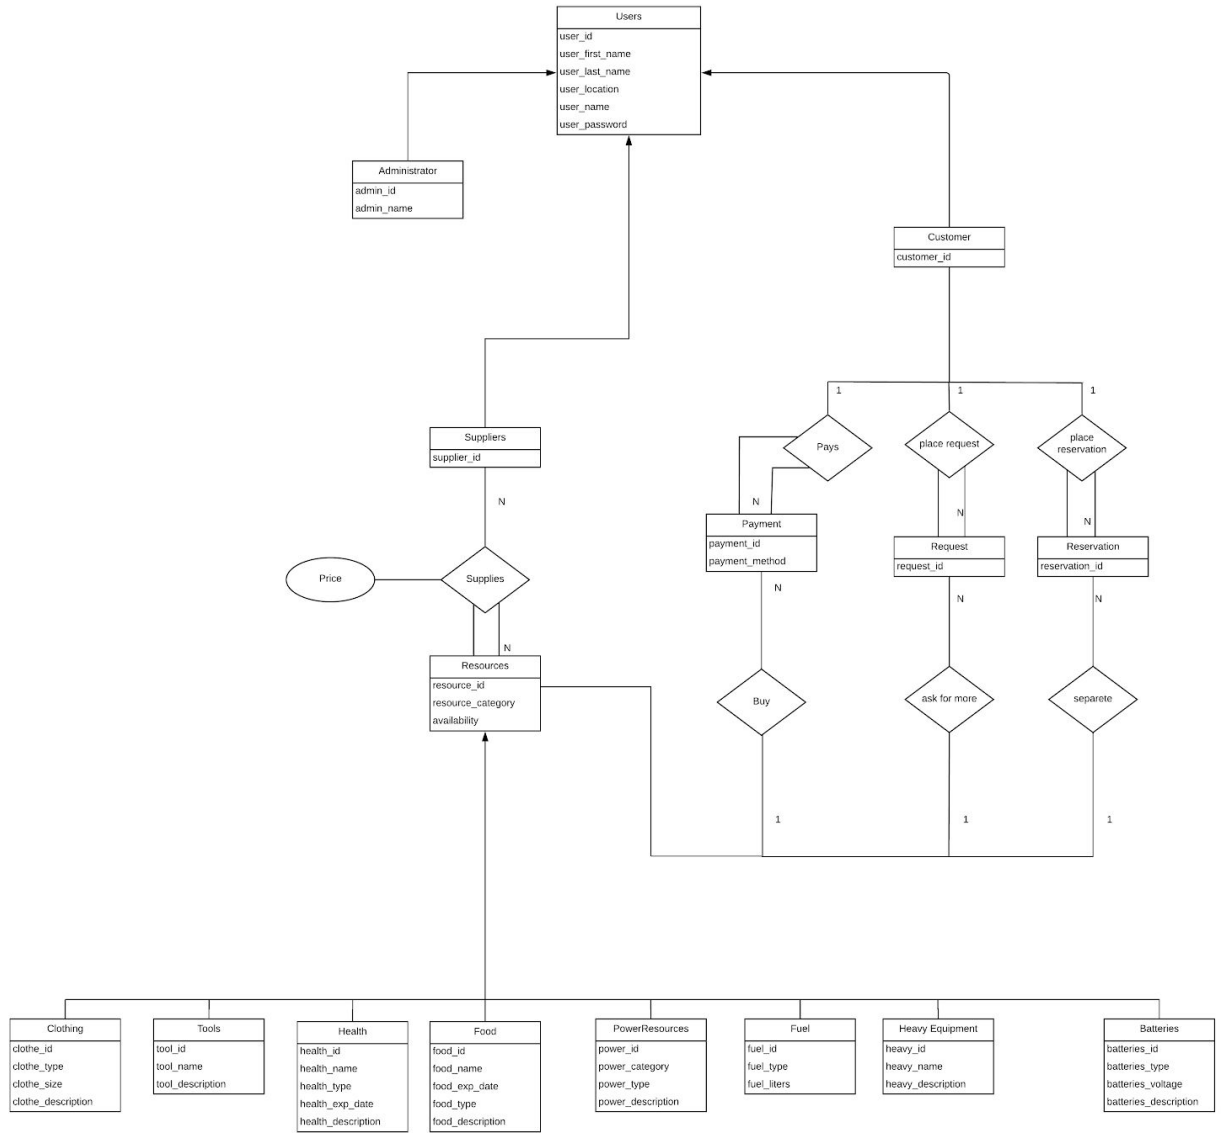 Users
user_id
user_first_name
user_last_name
user_location
user_name
user_password
Administrator
admin_id
admin_name
Customer
customer_id
1
1
1
Suppliers
supplier_id
Pays
place request
place
reservation
N
N
N
N
Payment
payment_id
payment_method
Request
request_id
Reservation
reservation_id
Price
Supplies
N
N
N
N
Resources
resource_id
resource_category
availability
Buy
ask for more
separete
1
1
1
Clothing
clothe_id
clothe_type
clothe_size
clothe_description
Tools
tool_id
tool_name
tool_description
Health
health_id
health_name
health_type
health_exp_date
health_description
Food
food_id
food_name
food_exp_date
food_type
food_description
PowerResources
power_id
power_category
power_type
power_description
Fuel
fuel_id
fuel_type
fuel_liters
Heavy Equipment
heavy_id
heavy_name
heavy_description
Batteries
batteries_id
batteries_type
batteries_voltage
batteries_description